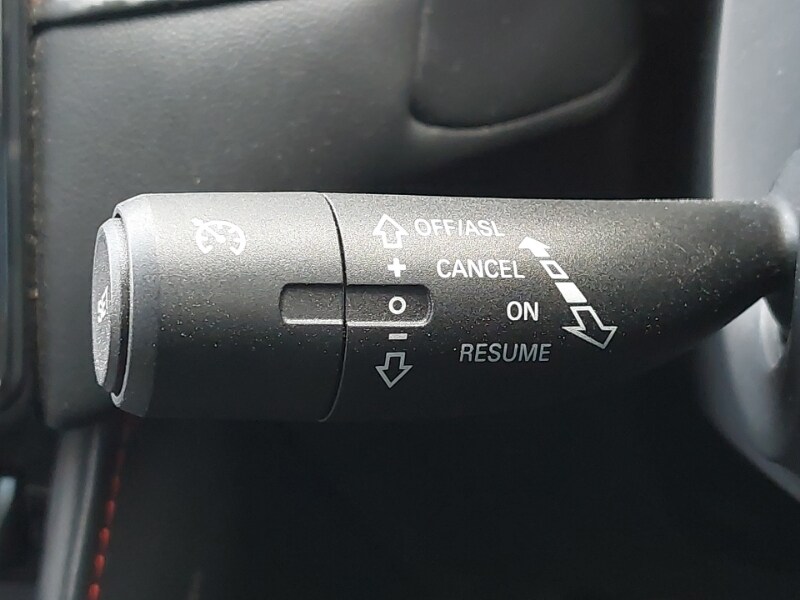 OFF/ASL
+ CANCEL
O ON
− RESUME